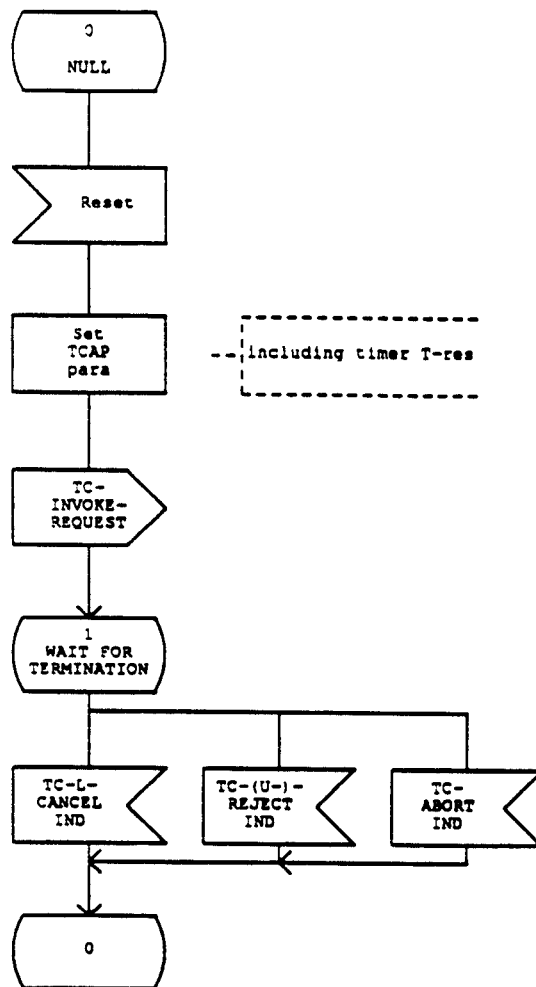 0
NULL
Reset
Set
TCAP
para
including timer T-res
TC-
INVOKE-
REQUEST
1
WAIT FOR
TERMINATION
TC-L-
CANCEL
IND
TC-(U-)-
REJECT
IND
TC-
ABORT
IND
0